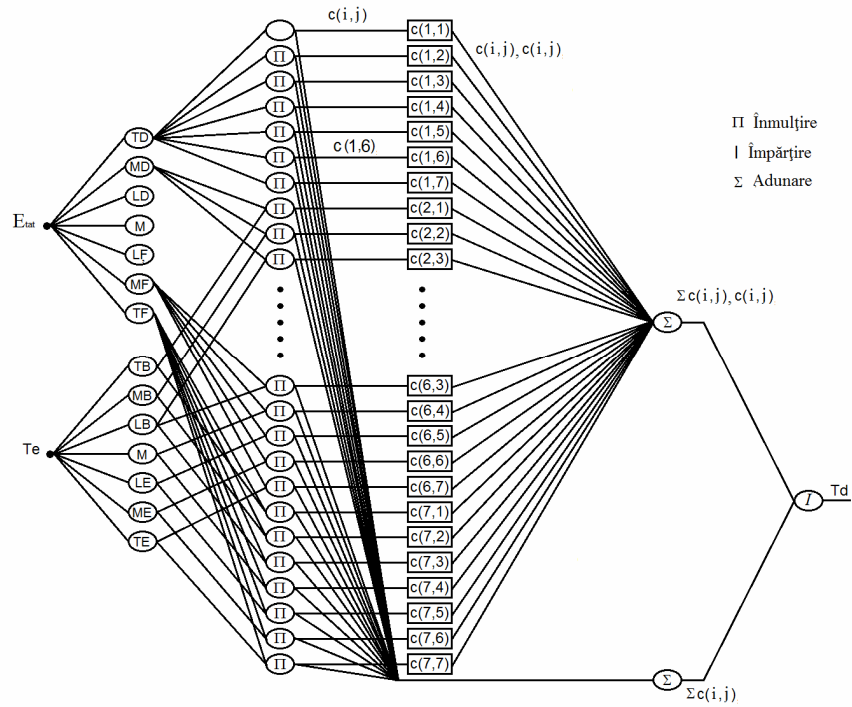 c(i,j)
c(1,1)
c(i,j),c(i,j)
Π c(1,2)
Π c(1,3)
Π c(1,4)
Π c(1,5)
c(1,6)
Π c(1,6)
Π c(1,7)
Π c(2,1)
Π c(2,2)
Π c(2,3)
Π Înmulțire
I Împărțire
Σ Adunare
TD
MD
LD
M
LF
MF
TF
E tat
TB
MB
LB
M
LE
ME
TE
Te
Π c(6,3)
Π c(6,4)
Π c(6,5)
Π c(6,6)
Π c(6,7)
Π c(7,1)
Π c(7,2)
Π c(7,3)
Π c(7,4)
Π c(7,5)
Π c(7,6)
Π c(7,7)
Σc(i,j),c(i,j)
Σ
I
Td
Σ
Σc(i,j)